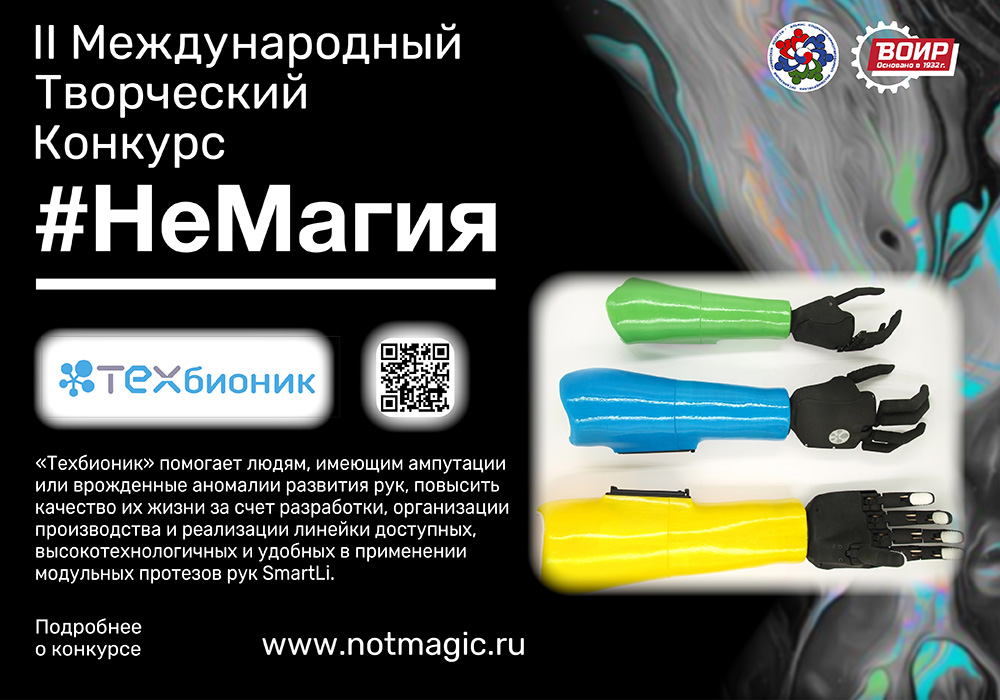 II Международный
Творческий
Конкурс
#НеМагия
ВОИР
Основано в 1932 г.
Техбионик
«Техбионик» помогает людям, имеющим ампутации
или врожденные аномалии развития рук, повысить
качество их жизни за счет разработки, организации
производства и реализации линейки доступных,
высокотехнологичных и удобных в применении
модульных протезов рук SmartLi.
Подробнее
о конкурсе
www.notmagic.ru